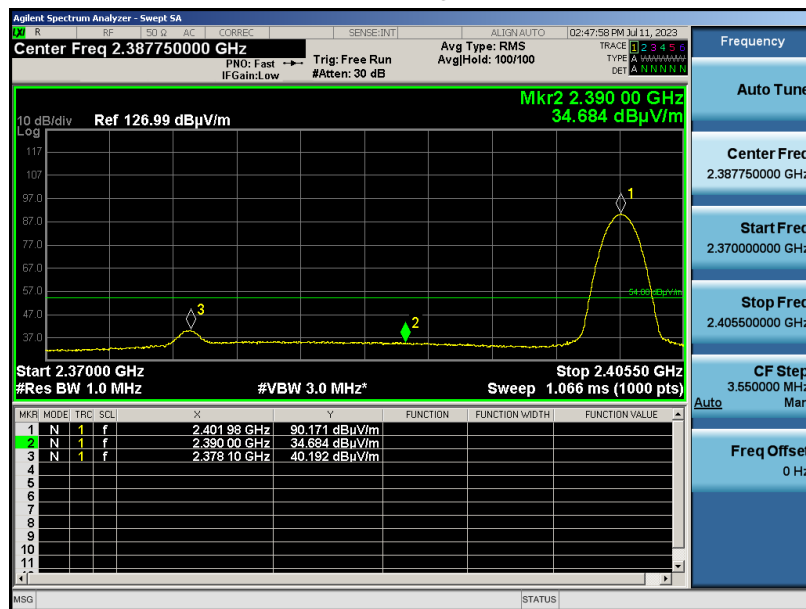 Agilent Spectrum Analyzer - Swept SA
LXI R RF 50 Ω AC CORREC SENSE:INT ALIGN AUTO 02:47:58 PM Jul 11, 2023
Center Freq 2.387750000 GHz
PNO: Fast
IFGain:Low
Trig: Free Run
#Atten: 30 dB
Avg Type: RMS
Avg|Hold: 100/100
TRACE 1 2 3 4 5 6
TYPE A WWWWW
DET A N N N N N
Mkr2 2.390 00 GHz
34.684 dBµV/m
10 dB/div Ref 126.99 dBµV/m
Log
117
107
97.0
87.0
77.0
67.0
57.0
47.0
37.0
1
54.00 dBµV/m
3
2
Start 2.37000 GHz Stop 2.40550 GHz
#Res BW 1.0 MHz #VBW 3.0 MHz* Sweep 1.066 ms (1000 pts)
MKR MODE TRC SCL X Y FUNCTION FUNCTION WIDTH FUNCTION VALUE
1 N 1 f 2.401 98 GHz 90.171 dBµV/m
2 N 1 f 2.390 00 GHz 34.684 dBµV/m
3 N 1 f 2.378 10 GHz 40.192 dBµV/m
4
5
6
7
8
9
10
11
MSG STATUS
Frequency
Auto Tune
Center Freq
2.387750000 GHz
Start Freq
2.370000000 GHz
Stop Freq
2.405500000 GHz
CF Step
3.550000 MHz
Auto Man
Freq Offset
0 Hz